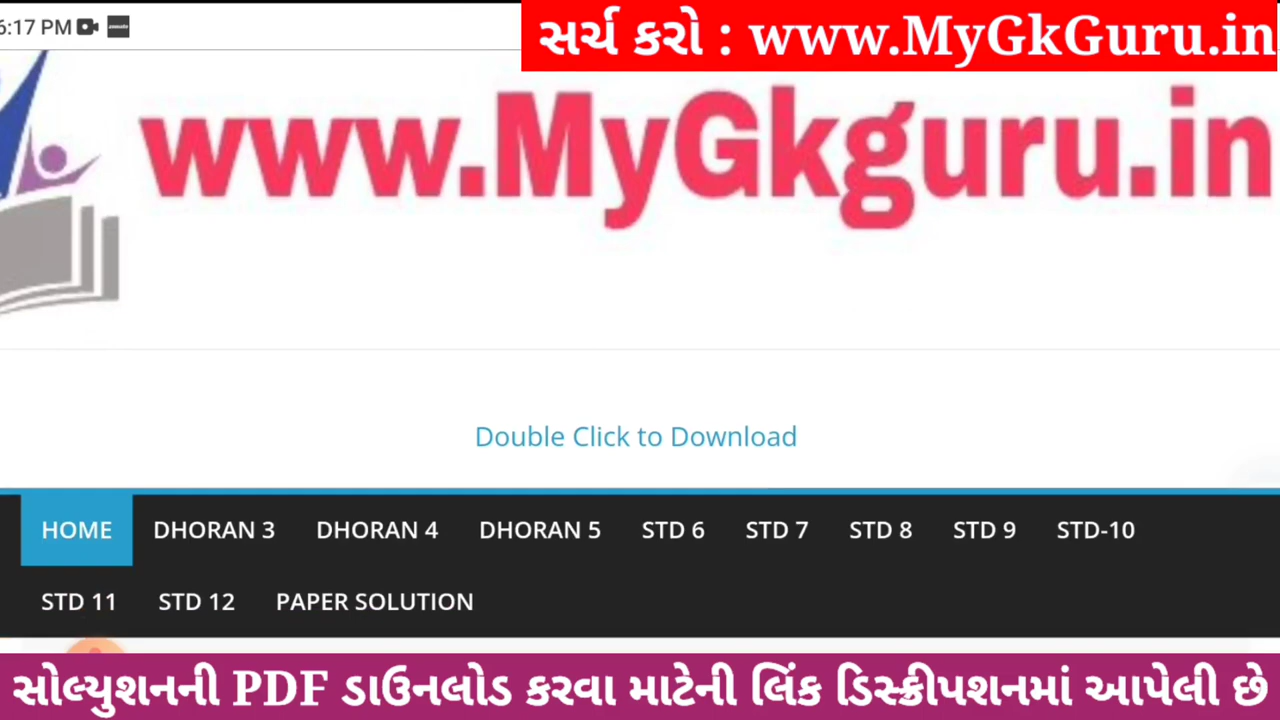 6:17 PM
સર્ચ કરો : www.MyGkGuru.in
www.MyGkguru.in
Double Click to Download
HOME DHORAN 3 DHORAN 4 DHORAN 5 STD 6 STD 7 STD 8 STD 9 STD-10
STD 11 STD 12 PAPER SOLUTION
સોલ્યુશનની PDF ડાઉનલોડ કરવા માટેની લિંક ડિસ્ક્રીપશનમાં આપેલી છે